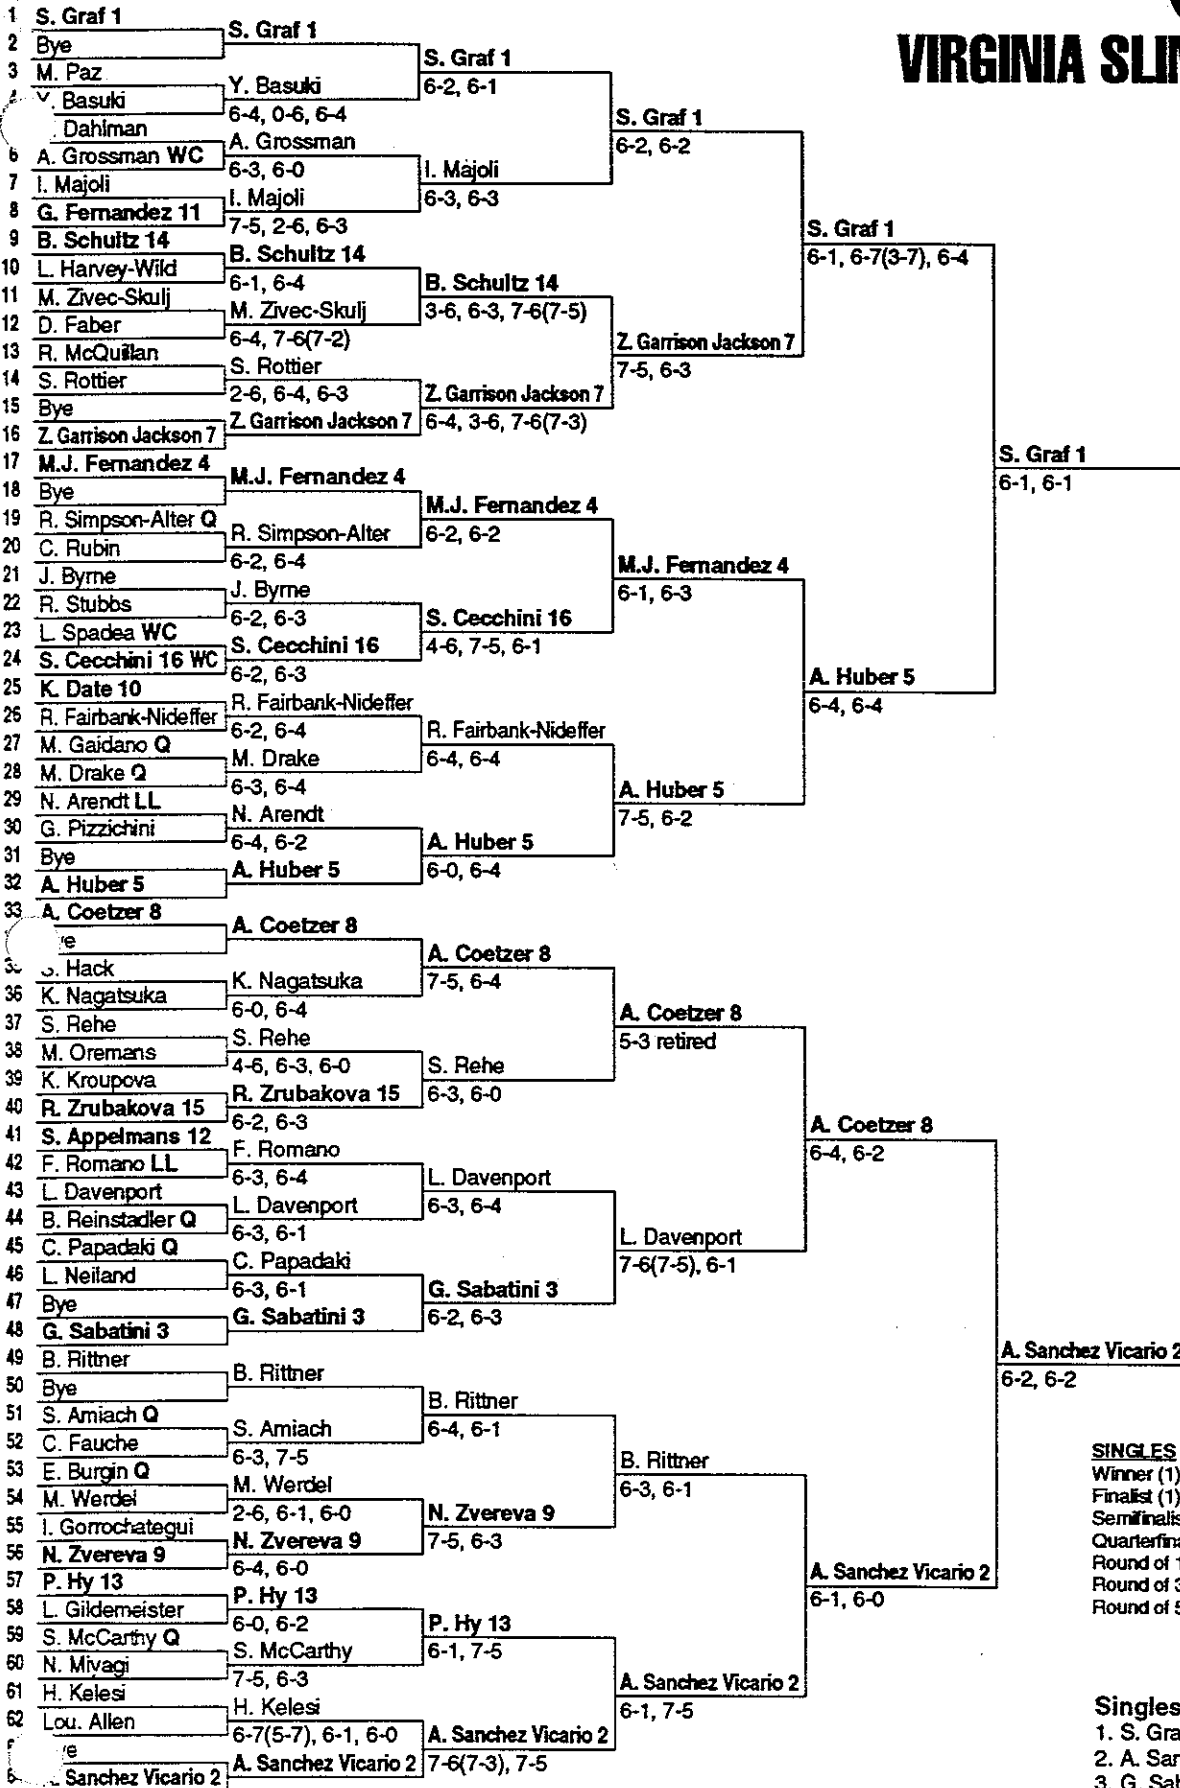 VIRGINIA SLIM
1 S. Graf 1
2 Bye
3 M. Paz
Y. Basuki
Dahlman
6 A. Grossman WC
7 I. Majoli
8 G. Fernandez 11
9 B. Schultz 14
10 L. Harvey-Wild
11 M. Zivec-Skulj
12 D. Faber
13 R. McQuillan
14 S. Rottier
15 Bye
16 Z. Garrison Jackson 7
17 M.J. Fernandez 4
18 Bye
19 R. Simpson-Alter Q
20 C. Rubin
21 J. Byrne
22 R. Stubbs
23 L. Spadea WC
24 S. Cecchini 16 WC
25 K. Date 10
26 R. Fairbank-Nideffer
27 M. Gaidano Q
28 M. Drake Q
29 N. Arendt LL
30 G. Pizzichini
31 Bye
32 A. Huber 5
33 A. Coetzer 8
ye
S. Hack
36 K. Nagatsuka
37 S. Rehe
38 M. Oremans
39 K. Kroupova
40 R. Zrubakova 15
41 S. Appelmans 12
42 F. Romano LL
43 L. Davenport
44 B. Reinstadler Q
45 C. Papadaki Q
46 L. Neiland
47 Bye
48 G. Sabatini 3
49 B. Rittner
50 Bye
51 S. Amiach Q
52 C. Fauche
53 E. Burgin Q
54 M. Werdel
55 I. Gorrochategui
56 N. Zvereva 9
57 P. Hy 13
58 L. Gildemeister
59 S. McCarthy Q
60 N. Miyagi
61 H. Kelesi
62 Lou. Allen
ye
Sanchez Vicario 2
S. Graf 1
Y. Basuki
6-4, 0-6, 6-4
A. Grossman
6-3, 6-0
I. Majoli
7-5, 2-6, 6-3
B. Schultz 14
6-1, 6-4
M. Zivec-Skulj
6-4, 7-6(7-2)
S. Rottier
2-6, 6-4, 6-3
Z. Garrison Jackson 7
M.J. Fernandez 4
R. Simpson-Alter
6-2, 6-4
J. Byrne
6-2, 6-3
S. Cecchini 16
6-2, 6-3
R. Fairbank-Nideffer
6-2, 6-4
M. Drake
6-3, 6-4
N. Arendt
6-4, 6-2
A. Huber 5
A. Coetzer 8
K. Nagatsuka
6-0, 6-4
S. Rehe
4-6, 6-3, 6-0
R. Zrubakova 15
6-2, 6-3
F. Romano
6-3, 6-4
L. Davenport
6-3, 6-1
C. Papadaki
6-3, 6-1
G. Sabatini 3
B. Rittner
S. Amiach
6-3, 7-5
M. Werdel
2-6, 6-1, 6-0
N. Zvereva 9
6-4, 6-0
P. Hy 13
6-0, 6-2
S. McCarthy
7-5, 6-3
H. Kelesi
6-7(5-7), 6-1, 6-0
A. Sanchez Vicario 2
S. Graf 1
6-2, 6-1
I. Majoli
6-3, 6-3
B. Schultz 14
3-6, 6-3, 7-6(7-5)
Z. Garrison Jackson 7
6-4, 3-6, 7-6(7-3)
M.J. Fernandez 4
6-2, 6-2
S. Cecchini 16
4-6, 7-5, 6-1
R. Fairbank-Nideffer
6-4, 6-4
A. Huber 5
6-0, 6-4
A. Coetzer 8
7-5, 6-4
S. Rehe
6-3, 6-0
L. Davenport
6-3, 6-4
G. Sabatini 3
6-2, 6-3
B. Rittner
6-4, 6-1
N. Zvereva 9
7-5, 6-3
P. Hy 13
6-1, 7-5
A. Sanchez Vicario 2
7-6(7-3), 7-5
S. Graf 1
6-2, 6-2
Z. Garrison Jackson 7
7-5, 6-3
M.J. Fernandez 4
6-1, 6-3
A. Huber 5
7-5, 6-2
A. Coetzer 8
5-3 retired
L. Davenport
7-6(7-5), 6-1
B. Rittner
6-3, 6-1
A. Sanchez Vicario 2
6-1, 7-5
S. Graf 1
6-1, 6-7(3-7), 6-4
A. Huber 5
6-4, 6-4
A. Coetzer 8
6-4, 6-2
A. Sanchez Vicario 2
6-1, 6-0
S. Graf 1
6-1, 6-1
A. Sanchez Vicario 2
6-2, 6-2
SINGLES
Winner (1)
Finalist (1)
Semifinalis
Quarterfina
Round of 1
Round of 3
Round of 5
Singles
1. S. Gra
2. A. San
3. G. Sab